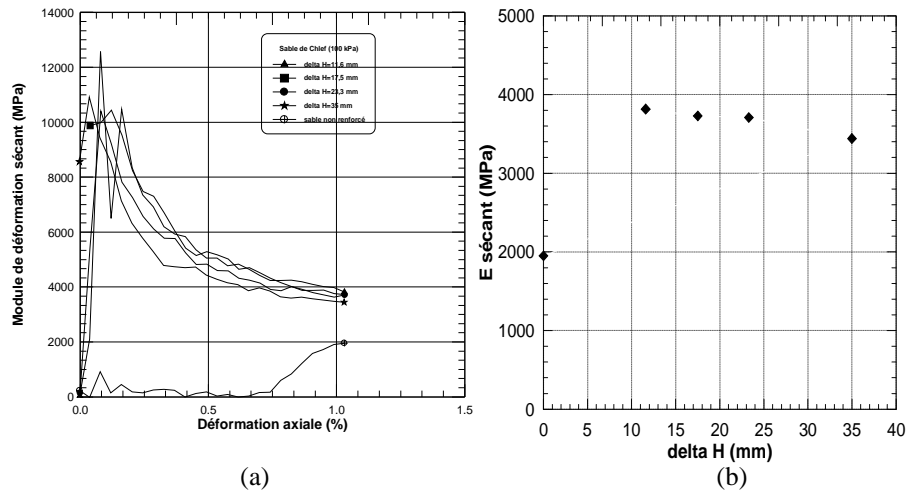 14000
12000
10000
8000
6000
4000
2000
0
Module de déformation sécant (MPa)
Sable de Chlef (100 kPa)
delta H=11,6 mm
delta H=17,5 mm
delta H=23,3 mm
delta H=35 mm
sable non renforcé
0.0 0.5 1.0 1.5
Déformation axiale (%)
(a)
5000
4000
3000
2000
1000
0
E sécant (MPa)
0 5 10 15 20 25 30 35 40
delta H (mm)
(b)